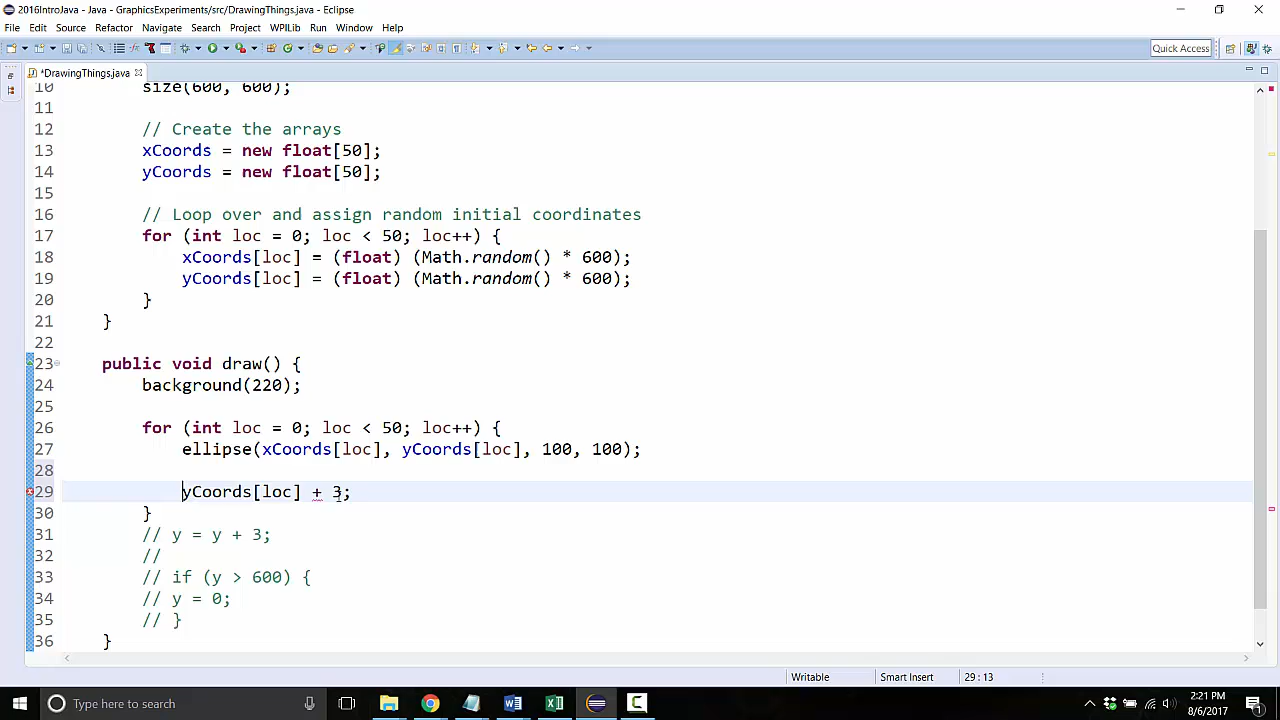 2016IntroJava - Java - GraphicsExperiments/src/DrawingThings.java - Eclipse
File Edit Source Refactor Navigate Search Project WPILib Run Window Help
Quick Access
*DrawingThings.java
10 size(600, 600);
11
12 // Create the arrays
13 xCoords = new float[50];
14 yCoords = new float[50];
15
16 // Loop over and assign random initial coordinates
17 for (int loc = 0; loc < 50; loc++) {
18 xCoords[loc] = (float) (Math.random() * 600);
19 yCoords[loc] = (float) (Math.random() * 600);
20 }
21 }
22
23 public void draw() {
24 background(220);
25
26 for (int loc = 0; loc < 50; loc++) {
27 ellipse(xCoords[loc], yCoords[loc], 100, 100);
28
29 yCoords[loc] + 3;
30 }
31 // y = y + 3;
32 //
33 // if (y > 600) {
34 // y = 0;
35 // }
36 }
Writable Smart Insert 29 : 13
Type here to search
2:21 PM
8/6/2017